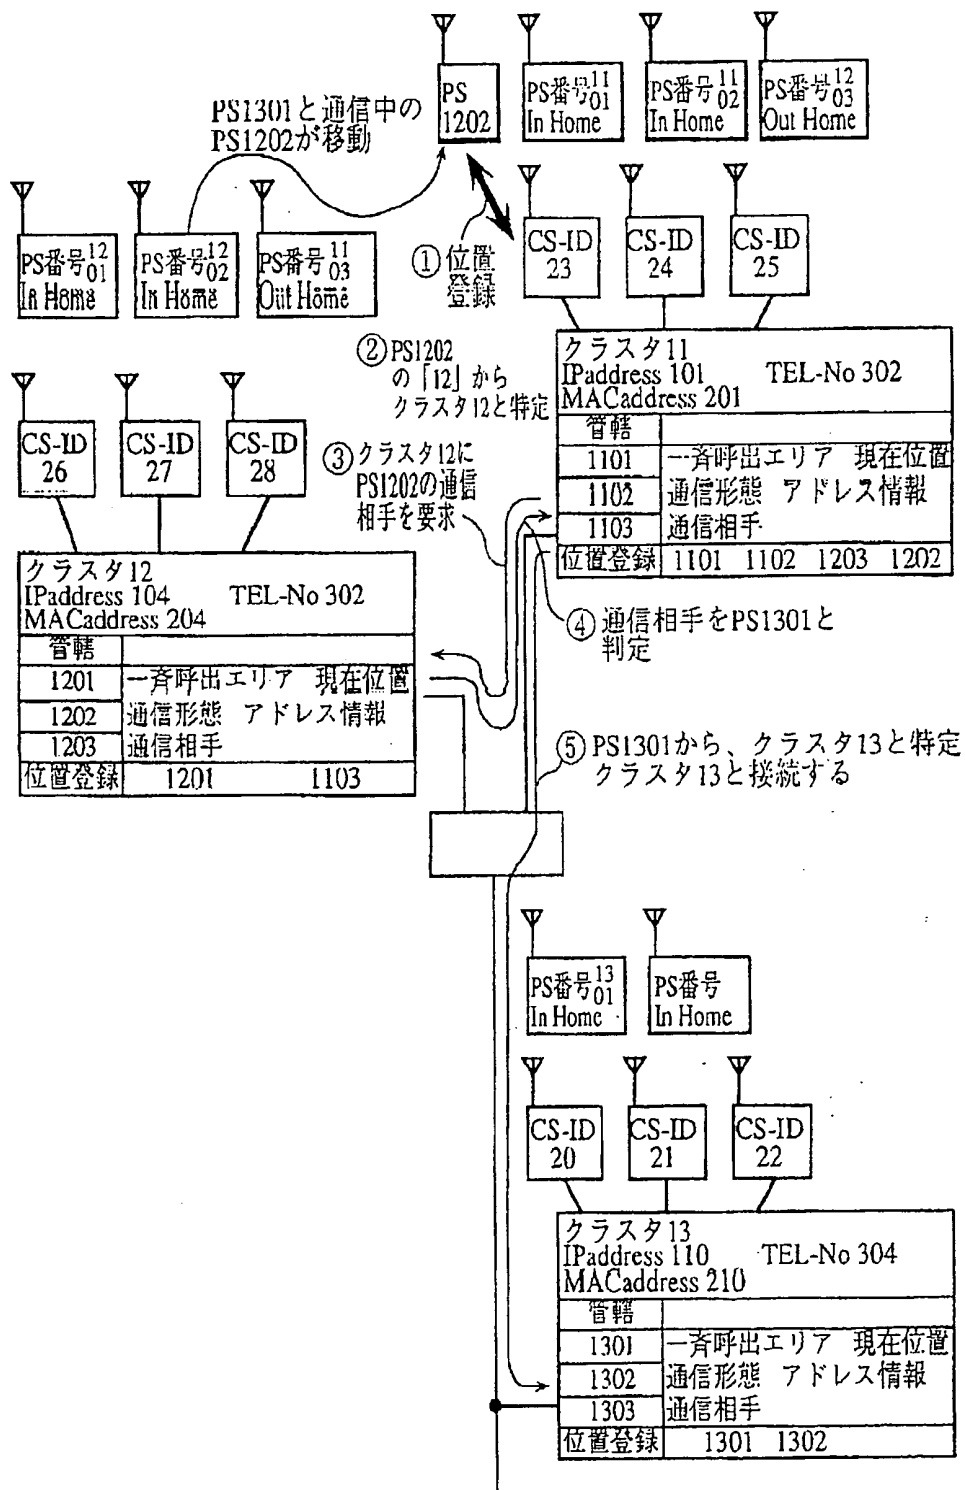 PS
1202
PS番号 11
01
In Home
PS番号 11
02
In Home
PS番号 12
03
Out Home
PS1301と通信中の
PS1202が移動
PS番号 12
01
In Home
PS番号 12
02
In Home
PS番号 11
03
Out Home
① 位置
登録
CS-ID
23
CS-ID
24
CS-ID
25
② PS1202
の「12」から
クラスタ12と特定
クラスタ11
IPaddress 101 TEL-No 302
MACaddress 201
管轄
1101 一斉呼出エリア 現在位置
1102 通信形態 アドレス情報
1103 通信相手
位置登録 1101 1102 1203 1202
CS-ID
26
CS-ID
27
CS-ID
28
③ クラスタ12に
PS1202の通信
相手を要求
クラスタ12
IPaddress 104 TEL-No 302
MACaddress 204
管轄
1201 一斉呼出エリア 現在位置
1202 通信形態 アドレス情報
1203 通信相手
位置登録 1201 1103
④ 通信相手をPS1301と
判定
⑤ PS1301から、クラスタ13と特定
クラスタ13と接続する
PS番号 13
01
In Home
PS番号
In Home
CS-ID
20
CS-ID
21
CS-ID
22
クラスタ13
IPaddress 110 TEL-No 304
MACaddress 210
管轄
1301 一斉呼出エリア 現在位置
1302 通信形態 アドレス情報
1303 通信相手
位置登録 1301 1302